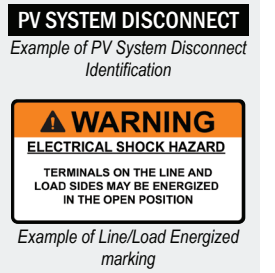 PV SYSTEM DISCONNECT
Example of PV System Disconnect
Identification
WARNING
ELECTRICAL SHOCK HAZARD
TERMINALS ON THE LINE AND
LOAD SIDES MAY BE ENERGIZED
IN THE OPEN POSITION
Example of Line/Load Energized
marking